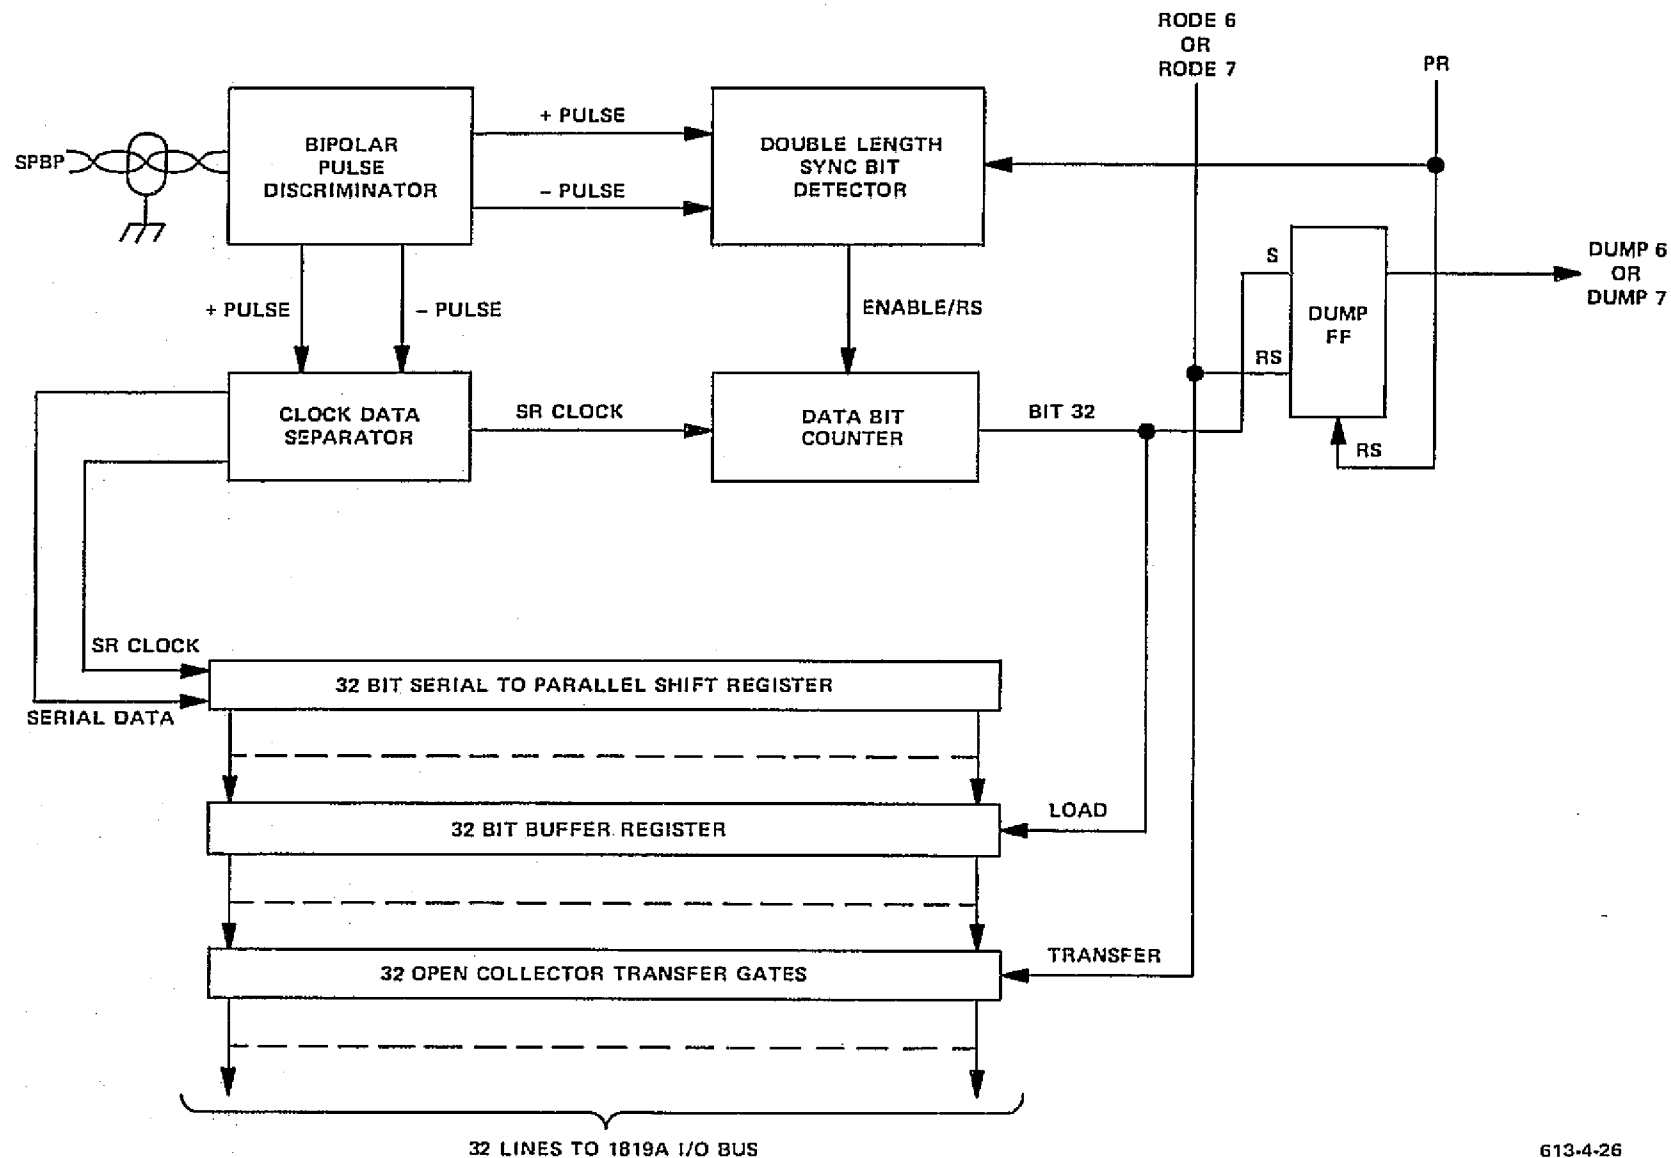 RODE 6
OR
RODE 7
PR
SPBP
BIPOLAR
PULSE
DISCRIMINATOR
+ PULSE
– PULSE
DOUBLE LENGTH
SYNC BIT
DETECTOR
+ PULSE
– PULSE
ENABLE/RS
S
RS
DUMP
FF
RS
DUMP 6
OR
DUMP 7
CLOCK DATA
SEPARATOR
SR CLOCK
DATA BIT
COUNTER
BIT 32
SR CLOCK
SERIAL DATA
32 BIT SERIAL TO PARALLEL SHIFT REGISTER
32 BIT BUFFER REGISTER
LOAD
32 OPEN COLLECTOR TRANSFER GATES
TRANSFER
32 LINES TO 1819A I/O BUS
613-4-26